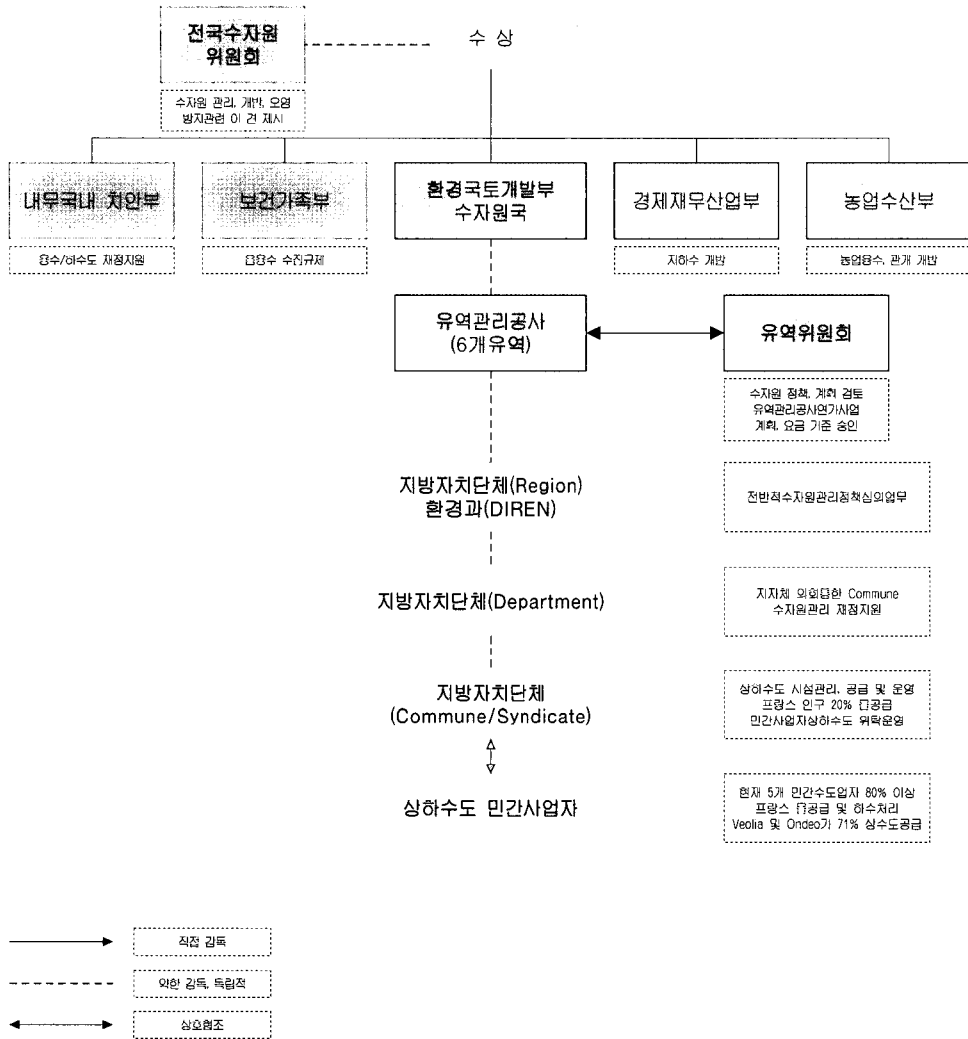 전국수자원
위원회
수 상
수자원 관리, 개발, 오염
방지관련 의 견 제시
내무국내 치안부
보건가족부
환경국토개발부
수자원국
경제재무산업부
농업수산부
용수/하수도 재정지원
음용수 수질규제
지하수 개발
농업용수, 관개 개발
유역관리공사
(6개유역)
유역위원회
수자원 정책, 계획 검토
유역관리공사연가사업
계획, 요금 기준 승인
지방자치단체(Region)
환경과(DIREN)
전반적수자원관리정책심의업무
지방자치단체(Department)
지자체 의회통한 Commune
수자원관리 재정지원
지방자치단체
(Commune/Syndicate)
상하수도 시설관리, 공급 및 운영
프랑스 인구 20% 물공급
민간사업자상하수도 위탁운영
상하수도 민간사업자
현재 5개 민간수도업자 80% 이상
프랑스 물공급 및 하수처리
Veolia 및 Ondeo가 71% 상수도공급
직접 감독
약한 감독, 독립적
상호협조